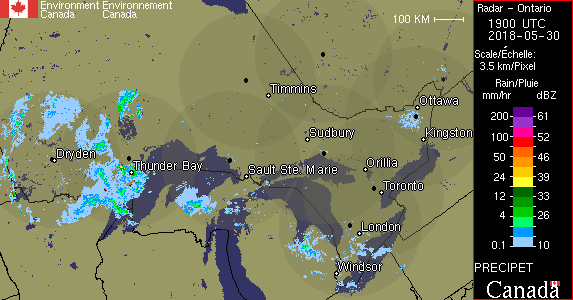 Environment Environnement
Canada Canada
100 KM
Timmins
Ottawa
Sudbury
Kingston
Dryden
Thunder Bay
Sault Ste. Marie
Orillia
Toronto
London
Windsor
Radar - Ontario
1900 UTC
2018-05-30
Scale/Échelle:
3.5 km/Pixel
Rain/Pluie
mm/hr dBZ
200 61
100 52
50 46
24 39
12 33
4 26
0.1 10
PRECIPET
Canada